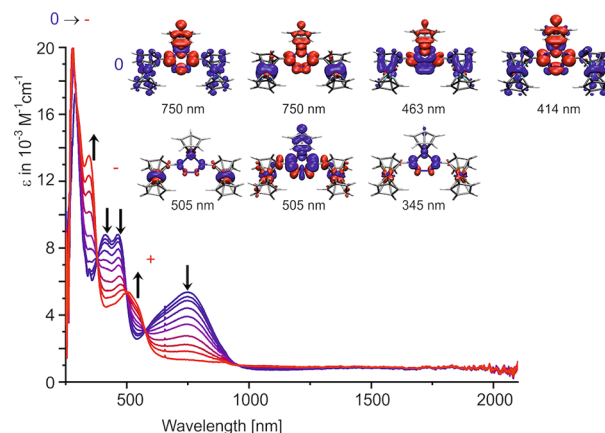 0 → -
0
750 nm
750 nm
463 nm
414 nm
-
505 nm
505 nm
345 nm
+
ε in 10⁻³ M⁻¹cm⁻¹
20
16
12
8
4
0
500
1000
1500
2000
Wavelength [nm]